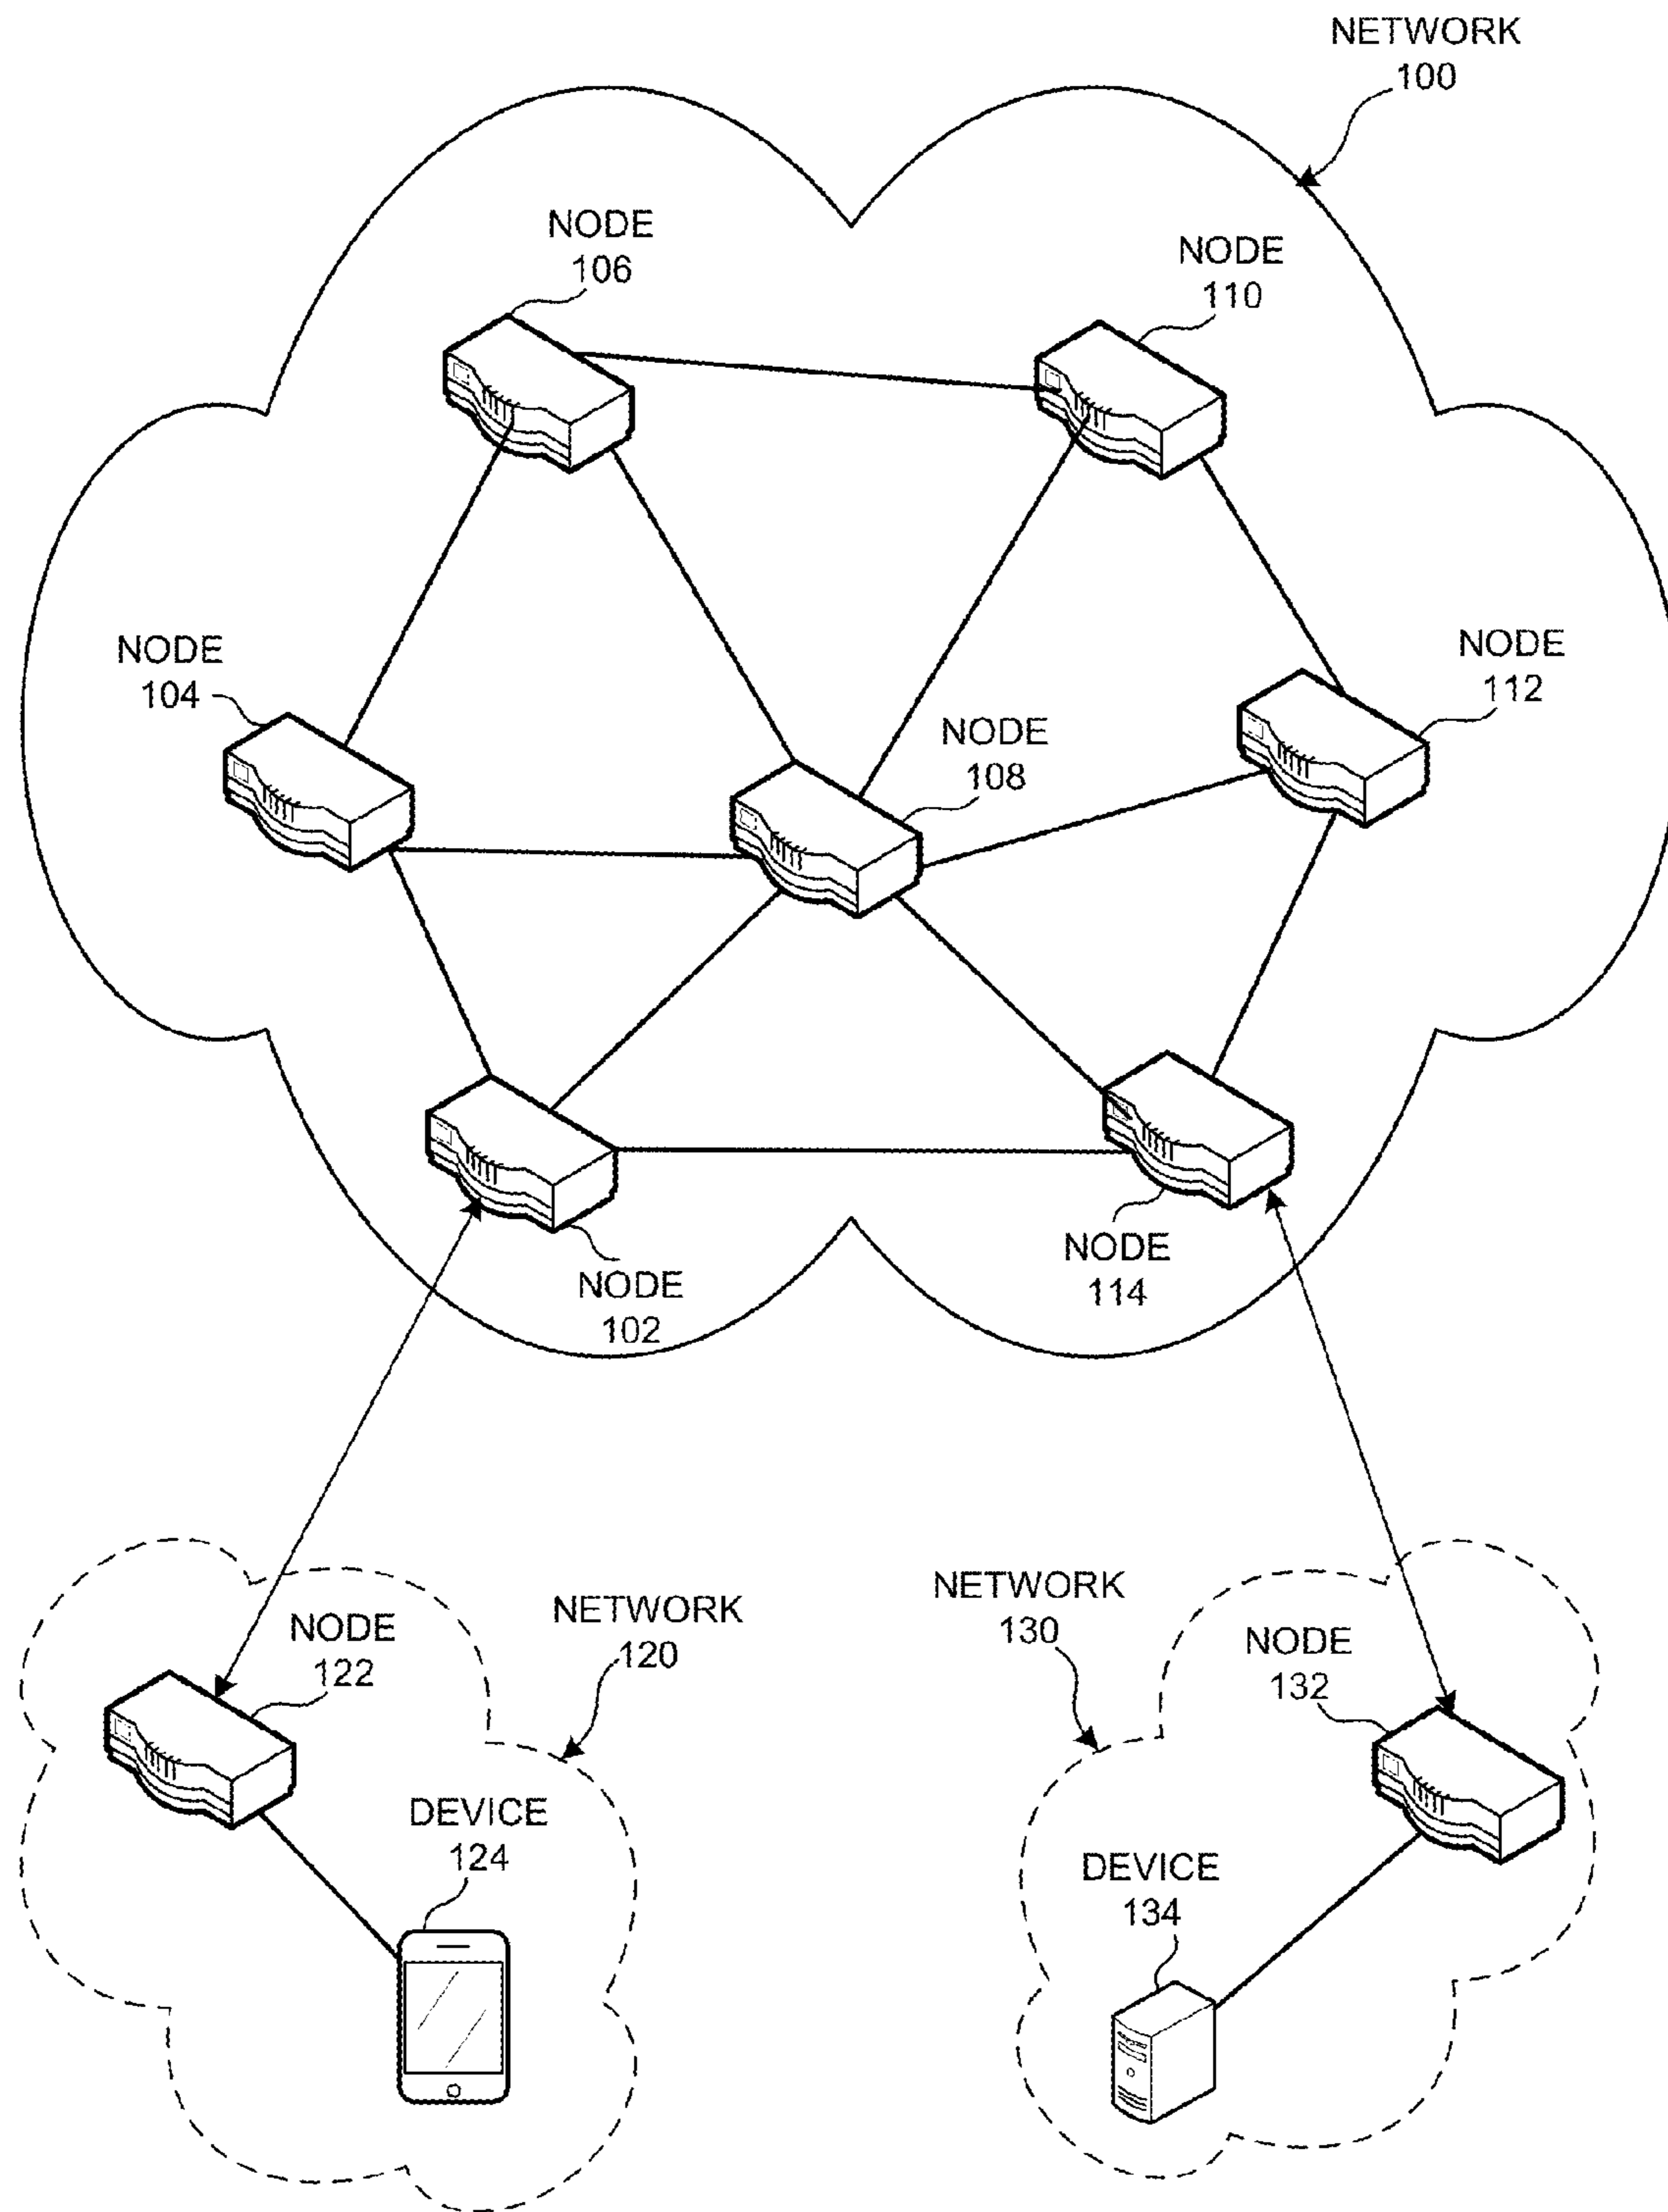 NETWORK
100
NODE
106
NODE
110
NODE
104
NODE
112
NODE
108
NODE
102
NODE
114
NETWORK
120
NETWORK
130
NODE
122
NODE
132
DEVICE
124
DEVICE
134